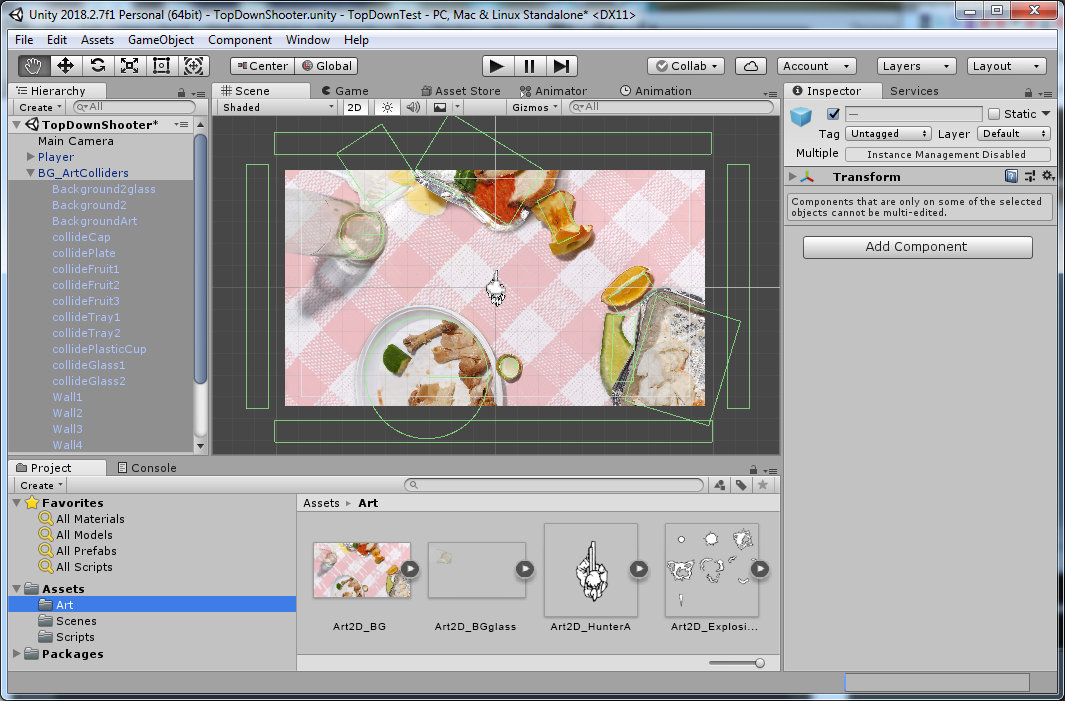 Unity 2018.2.7f1 Personal (64bit) - TopDownShooter.unity - TopDownTest - PC, Mac & Linux Standalone* <DX11>
File Edit Assets GameObject Component Window Help
Center Global Collab Account Layers Layout
Hierarchy
Create All
TopDownShooter*
Main Camera
Player
BG_ArtColliders
Background2glass
Background2
BackgroundArt
collideCap
collidePlate
collideFruit1
collideFruit2
collideFruit3
collideTray1
collideTray2
collidePlasticCup
collideGlass1
collideGlass2
Wall1
Wall2
Wall3
Wall4
Scene Game Asset Store Animator Animation
Shaded 2D Gizmos All
Inspector Services
— Static
Tag Untagged Layer Default
Multiple Instance Management Disabled
Transform
Components that are only on some of the selected
objects cannot be multi-edited.
Add Component
Project Console
Create
Favorites
All Materials
All Models
All Prefabs
All Scripts
Assets
Art
Scenes
Scripts
Packages
Assets Art
Art2D_BG Art2D_BGglass Art2D_HunterA Art2D_Explosi...